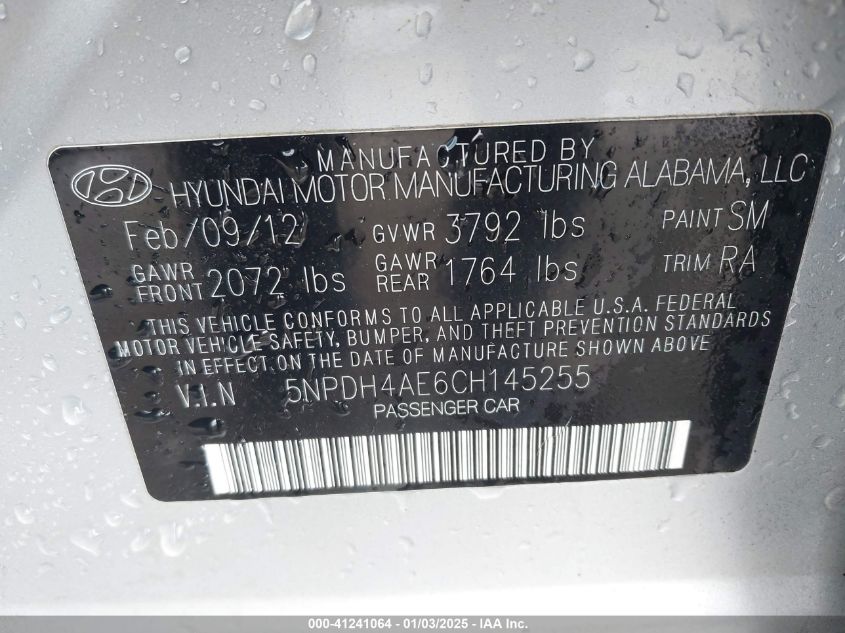 MANUFACTURED BY
HYUNDAI MOTOR MANUFACTURING ALABAMA, LLC
Feb/09/12 GVWR 3792 lbs PAINT SM
GAWR FRONT 2072 lbs GAWR REAR 1764 lbs TRIM RA
THIS VEHICLE CONFORMS TO ALL APPLICABLE U.S.A. FEDERAL
MOTOR VEHICLE SAFETY, BUMPER, AND THEFT PREVENTION STANDARDS
IN EFFECT ON THE DATE OF MANUFACTURE SHOWN ABOVE
V.I.N 5NPDH4AE6CH145255
PASSENGER CAR
000-41241064 - 01/03/2025 - IAA Inc.